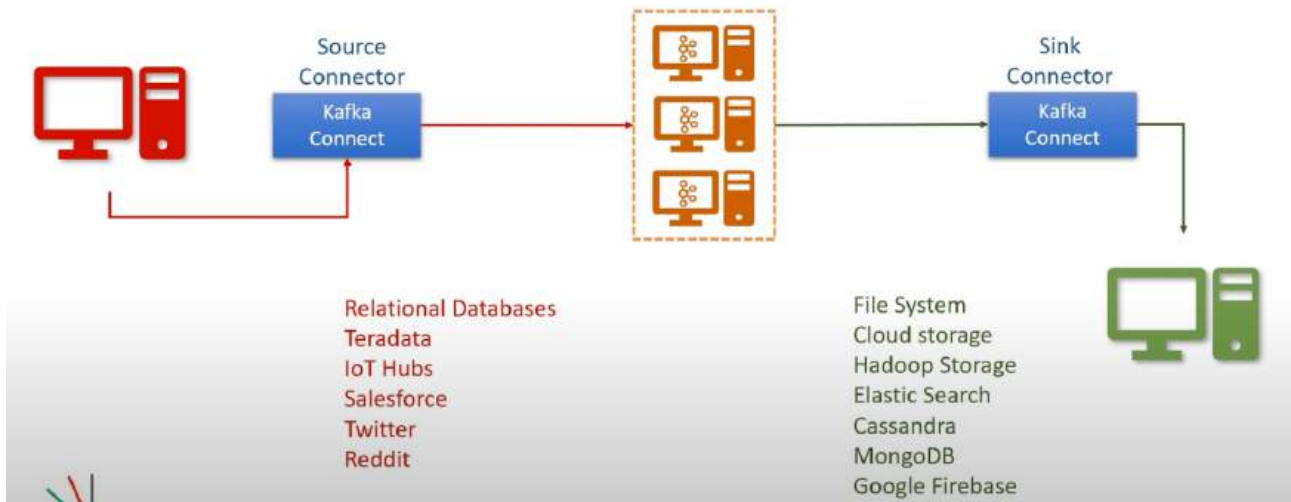 Source
Connector
Kafka
Connect
Sink
Connector
Kafka
Connect
Relational Databases
Teradata
IoT Hubs
Salesforce
Twitter
Reddit
File System
Cloud storage
Hadoop Storage
Elastic Search
Cassandra
MongoDB
Google Firebase